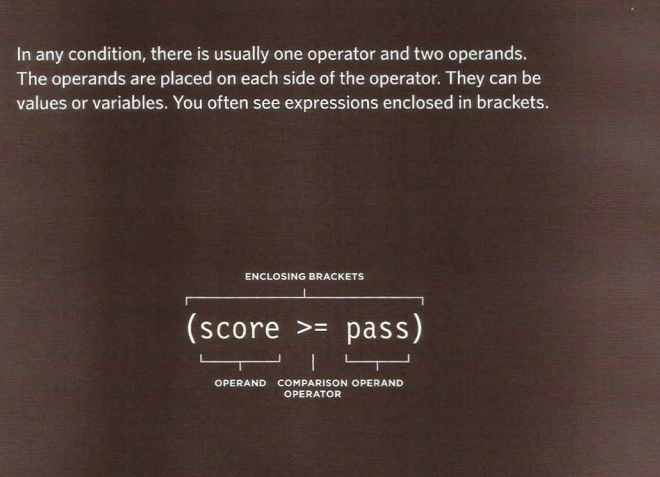 In any condition, there is usually one operator and two operands.
The operands are placed on each side of the operator. They can be
values or variables. You often see expressions enclosed in brackets.
ENCLOSING BRACKETS
(score >= pass)
OPERAND COMPARISON OPERAND
OPERATOR